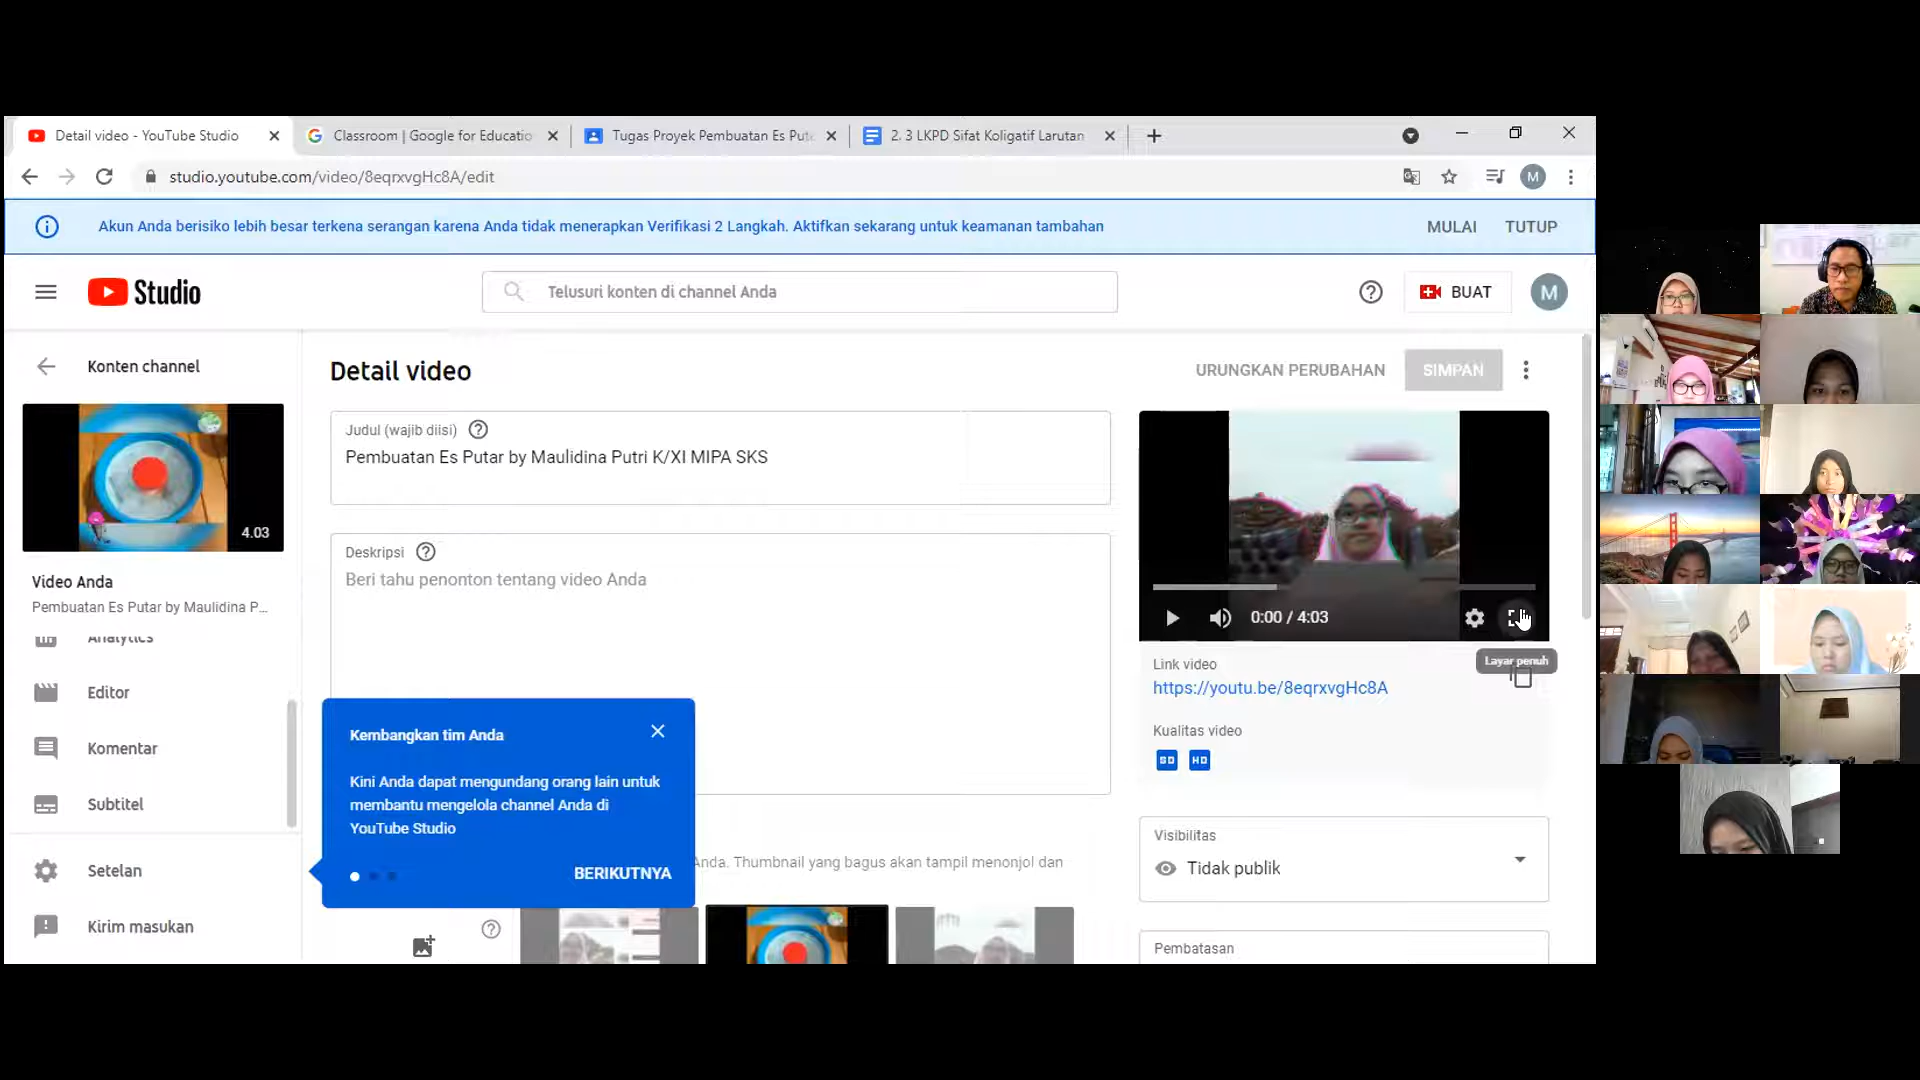 Detail video - YouTube Studio
Classroom | Google for Educatio
Tugas Proyek Pembuatan Es Puta
2. 3 LKPD Sifat Koligatif Larutan
studio.youtube.com/video/8eqrxvgHc8A/edit
M
Akun Anda berisiko lebih besar terkena serangan karena Anda tidak menerapkan Verifikasi 2 Langkah. Aktifkan sekarang untuk keamanan tambahan
MULAI
TUTUP
Studio
Telusuri konten di channel Anda
BUAT
M
Konten channel
4.03
Video Anda
Pembuatan Es Putar by Maulidina P...
Analytics
Editor
Komentar
Subtitel
Setelan
Kirim masukan
Detail video
URUNGKAN PERUBAHAN
SIMPAN
Judul (wajib diisi)
Pembuatan Es Putar by Maulidina Putri K/XI MIPA SKS
Deskripsi
Beri tahu penonton tentang video Anda
Kembangkan tim Anda
Kini Anda dapat mengundang orang lain untuk
membantu mengelola channel Anda di
YouTube Studio
BERIKUTNYA
Anda. Thumbnail yang bagus akan tampil menonjol dan
0:00 / 4:03
Layar penuh
Link video
https://youtu.be/8eqrxvgHc8A
Kualitas video
SD HD
Visibilitas
Tidak publik
Pembatasan